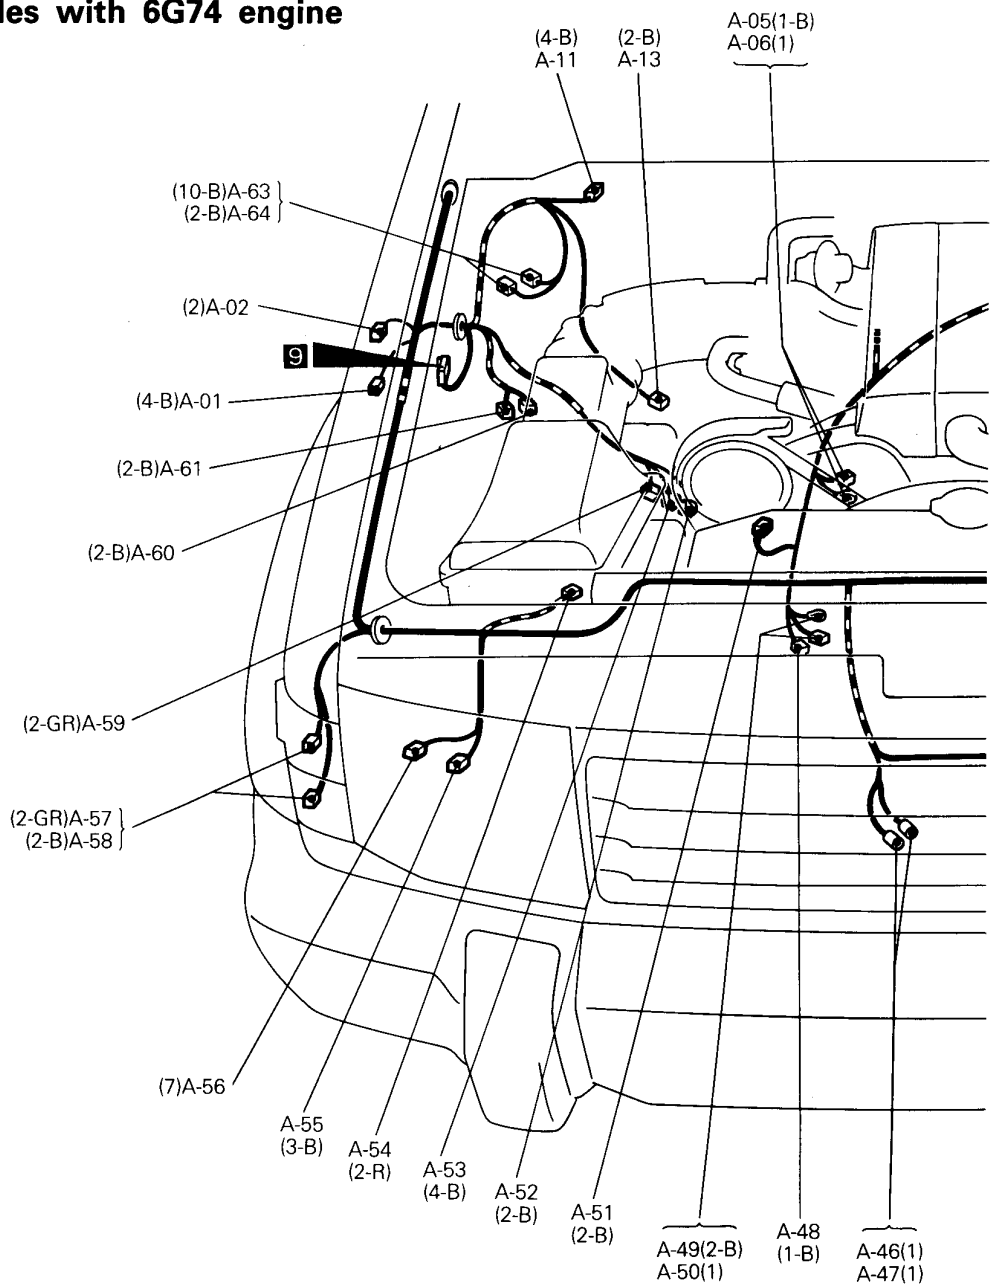 les with 6G74 engine
A-05(1-B)
A-06(1)
(4-B)
A-11
(2-B)
A-13
(10-B)A-63
(2-B)A-64
(2)A-02
9
(4-B)A-01
(2-B)A-61
(2-B)A-60
(2-GR)A-59
(2-GR)A-57
(2-B)A-58
(7)A-56
A-55
(3-B)
A-54
(2-R)
A-53
(4-B)
A-52
(2-B)
A-51
(2-B)
A-49(2-B)
A-50(1)
A-48
(1-B)
A-46(1)
A-47(1)